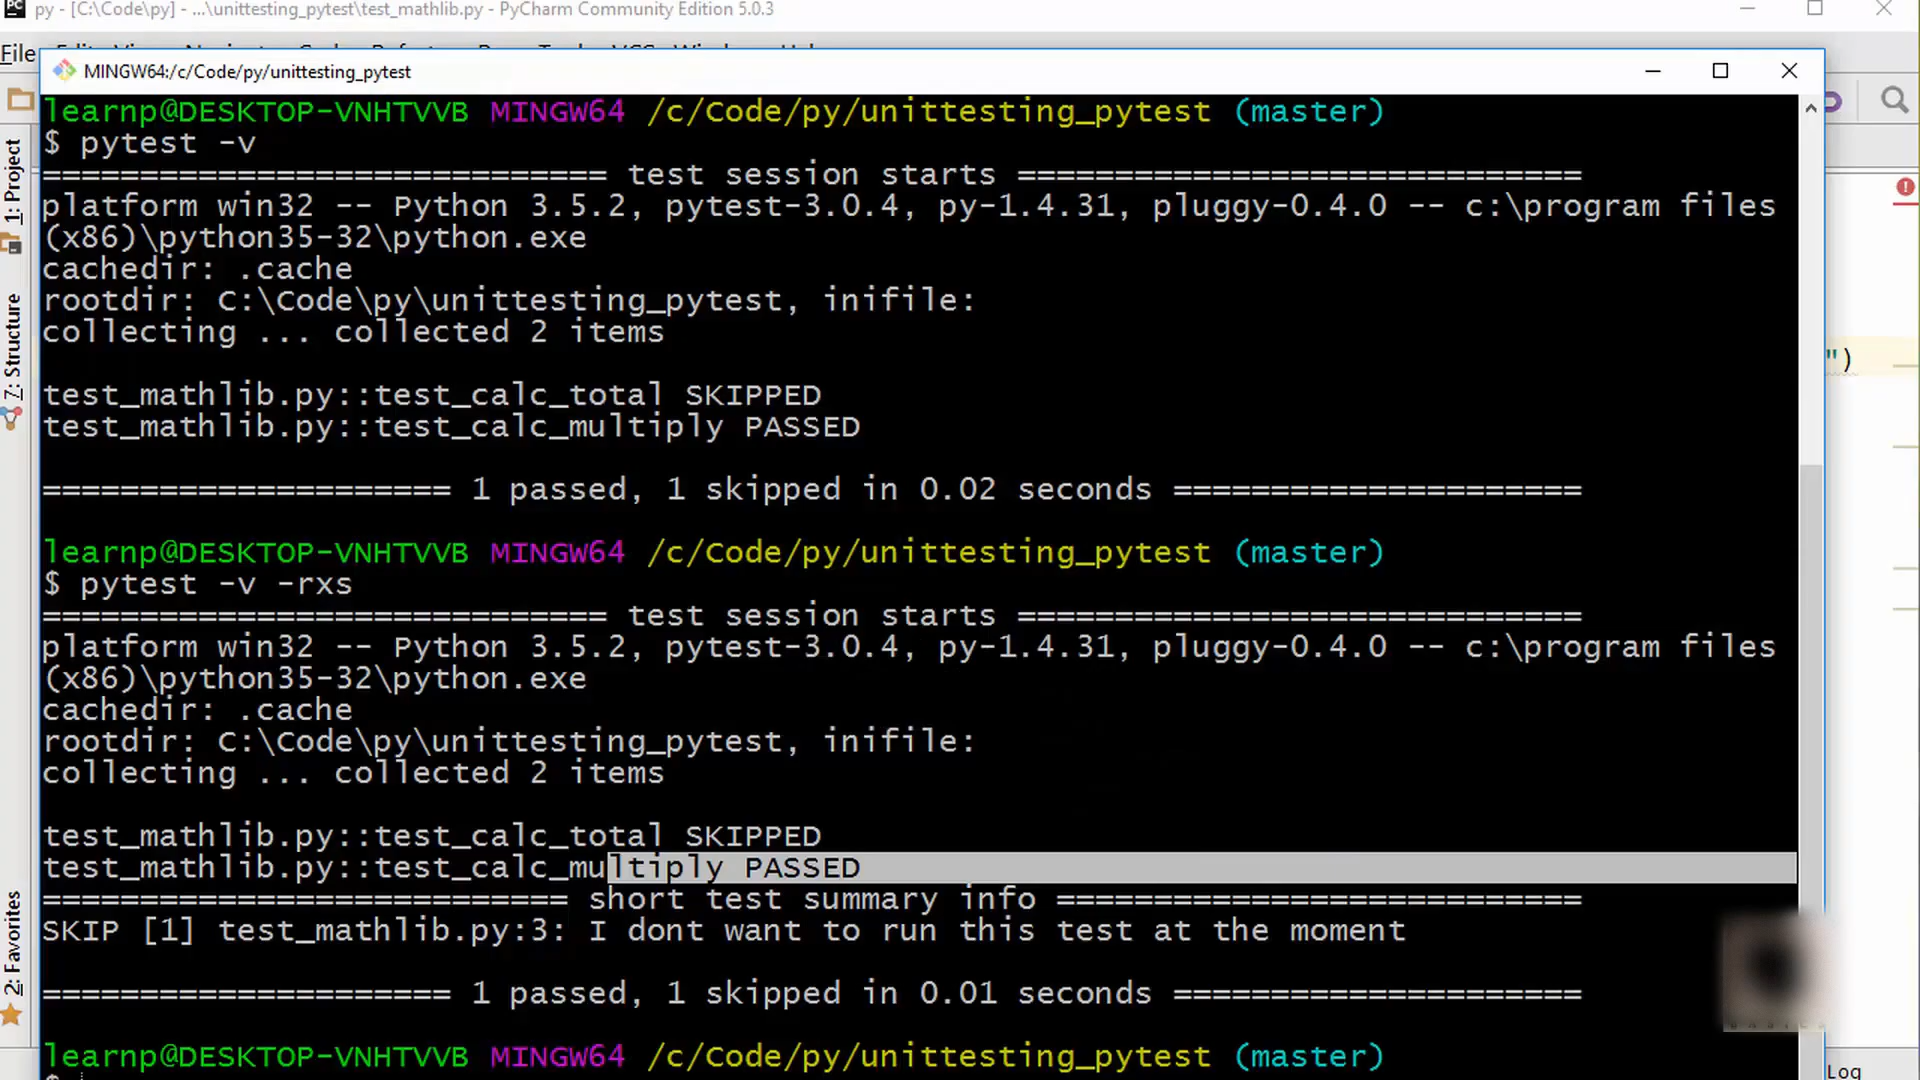 py - [C:\Code\py] - ...\unittesting_pytest\test_mathlib.py - PyCharm Community Edition 5.0.3
File
MINGW64:/c/Code/py/unittesting_pytest
1: Project
7: Structure
2: Favorites
learnp@DESKTOP-VNHTVVB MINGW64 /c/Code/py/unittesting_pytest (master)
$ pytest -v
============================= test session starts =============================
platform win32 -- Python 3.5.2, pytest-3.0.4, py-1.4.31, pluggy-0.4.0 -- c:\program files
(x86)\python35-32\python.exe
cachedir: .cache
rootdir: C:\Code\py\unittesting_pytest, inifile:
collecting ... collected 2 items
test_mathlib.py::test_calc_total SKIPPED
test_mathlib.py::test_calc_multiply PASSED
===================== 1 passed, 1 skipped in 0.02 seconds =====================
learnp@DESKTOP-VNHTVVB MINGW64 /c/Code/py/unittesting_pytest (master)
$ pytest -v -rxs
============================= test session starts =============================
platform win32 -- Python 3.5.2, pytest-3.0.4, py-1.4.31, pluggy-0.4.0 -- c:\program files
(x86)\python35-32\python.exe
cachedir: .cache
rootdir: C:\Code\py\unittesting_pytest, inifile:
collecting ... collected 2 items
test_mathlib.py::test_calc_total SKIPPED
test_mathlib.py::test_calc_multiply PASSED
=========================== short test summary info ===========================
SKIP [1] test_mathlib.py:3: I dont want to run this test at the moment
===================== 1 passed, 1 skipped in 0.01 seconds =====================
learnp@DESKTOP-VNHTVVB MINGW64 /c/Code/py/unittesting_pytest (master)
")
Log